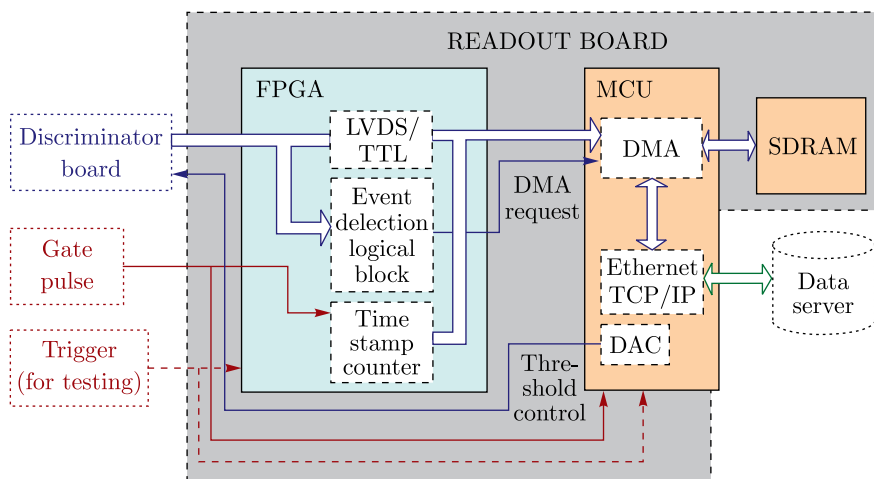 READOUT BOARD
FPGA
MCU
Discriminator
board
LVDS/
TTL
DMA
SDRAM
Event
delection
logical
block
DMA
request
Gate
pulse
Ethernet
TCP/IP
Data
server
Time
stamp
counter
DAC
Trigger
(for testing)
Thre-
shold
control